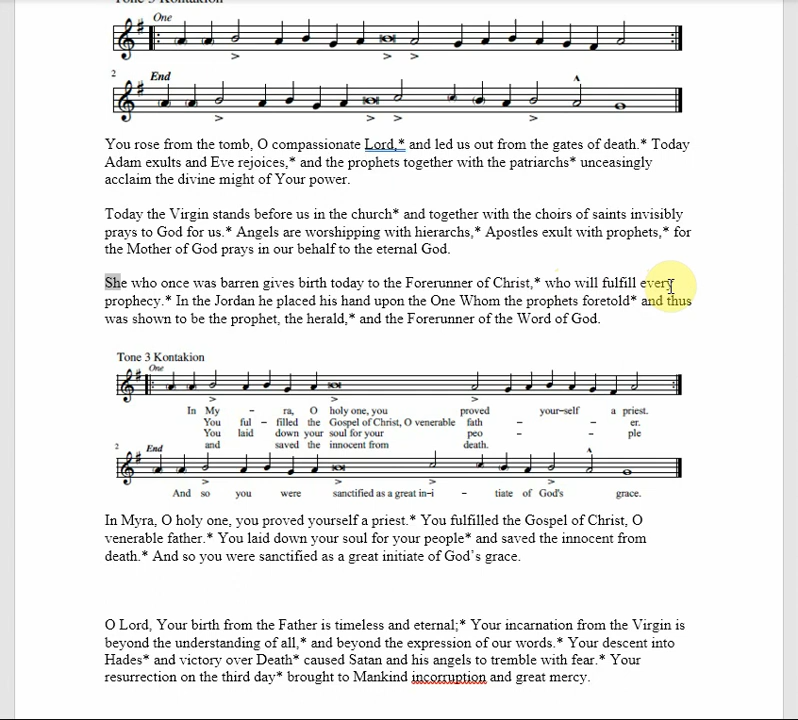 Tone 3 Kontakion
One
2 End
You rose from the tomb, O compassionate Lord,* and led us out from the gates of death.* Today
Adam exults and Eve rejoices,* and the prophets together with the patriarchs* unceasingly
acclaim the divine might of Your power.
Today the Virgin stands before us in the church* and together with the choirs of saints invisibly
prays to God for us.* Angels are worshipping with hierarchs,* Apostles exult with prophets,* for
the Mother of God prays in our behalf to the eternal God.
She who once was barren gives birth today to the Forerunner of Christ,* who will fulfill every
prophecy.* In the Jordan he placed his hand upon the One Whom the prophets foretold* and thus
was shown to be the prophet, the herald,* and the Forerunner of the Word of God.
Tone 3 Kontakion
One
In My - ra, O holy one, you proved your-self a priest.
You ful - filled the Gospel of Christ, O venerable fath - - er.
You laid down your soul for your peo - - ple
and saved the innocent from death.
2 End
And so you were sanctified as a great in-i - tiate of God's grace.
In Myra, O holy one, you proved yourself a priest.* You fulfilled the Gospel of Christ, O
venerable father.* You laid down your soul for your people* and saved the innocent from
death.* And so you were sanctified as a great initiate of God's grace.
O Lord, Your birth from the Father is timeless and eternal;* Your incarnation from the Virgin is
beyond the understanding of all,* and beyond the expression of our words.* Your descent into
Hades* and victory over Death* caused Satan and his angels to tremble with fear.* Your
resurrection on the third day* brought to Mankind incorruption and great mercy.